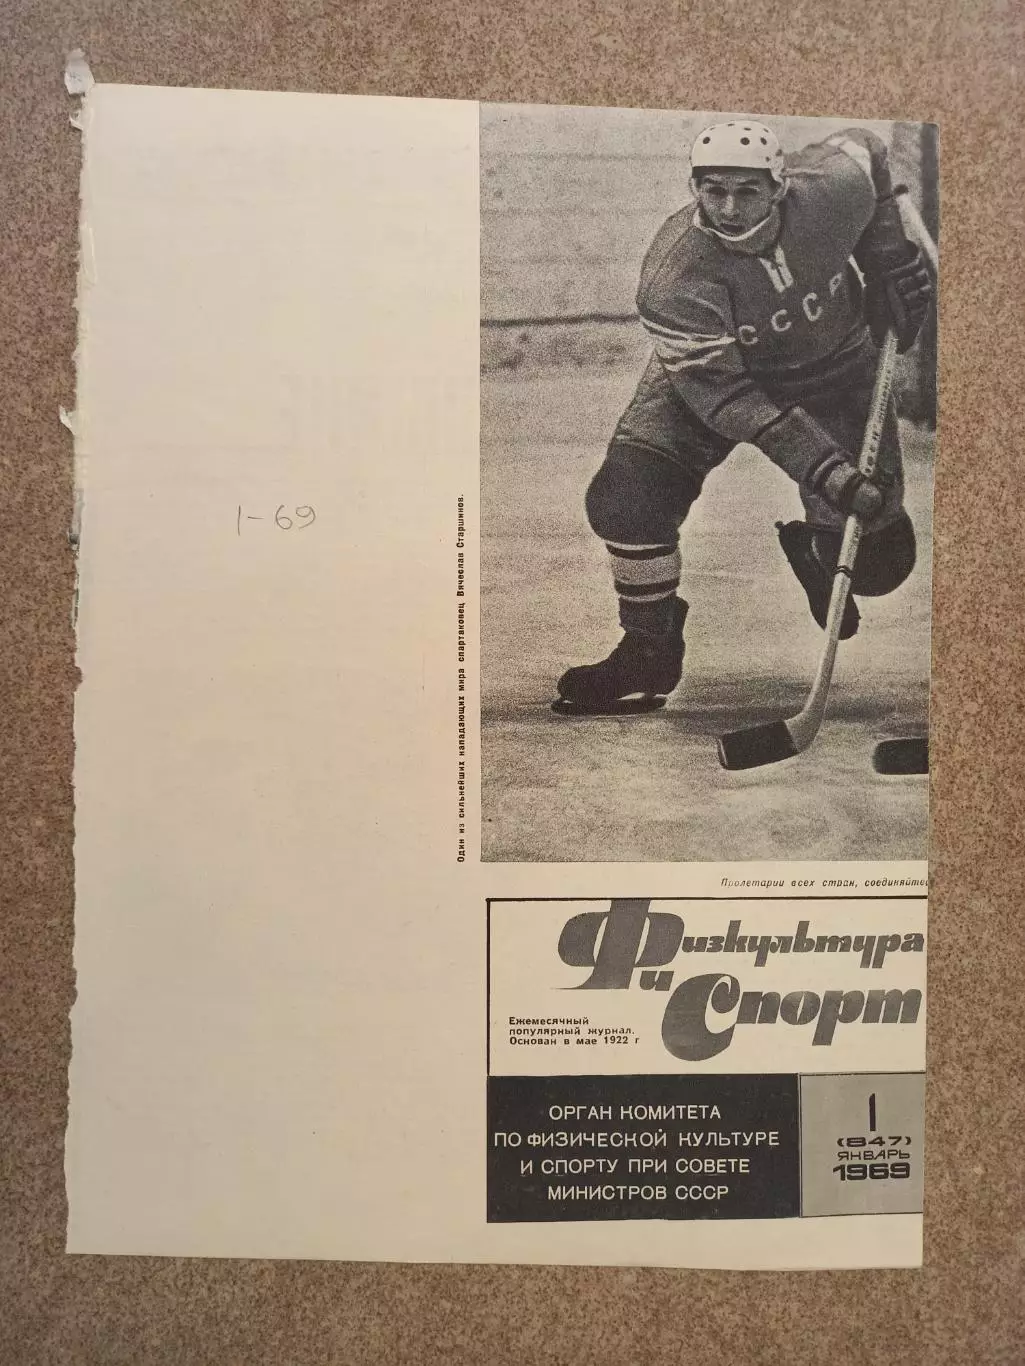 1-69
Один из сильнейших нападающих мира спартаковец Вячеслав Старшинов.
СССР
Пролетарии всех стран, соединяйтес
Физкультура
и Спорт
Ежемесячный
популярный журнал.
Основан в мае 1922 г
ОРГАН КОМИТЕТА
ПО ФИЗИЧЕСКОЙ КУЛЬТУРЕ
И СПОРТУ ПРИ СОВЕТЕ
МИНИСТРОВ СССР
1
(847)
ЯНВАРЬ
1969